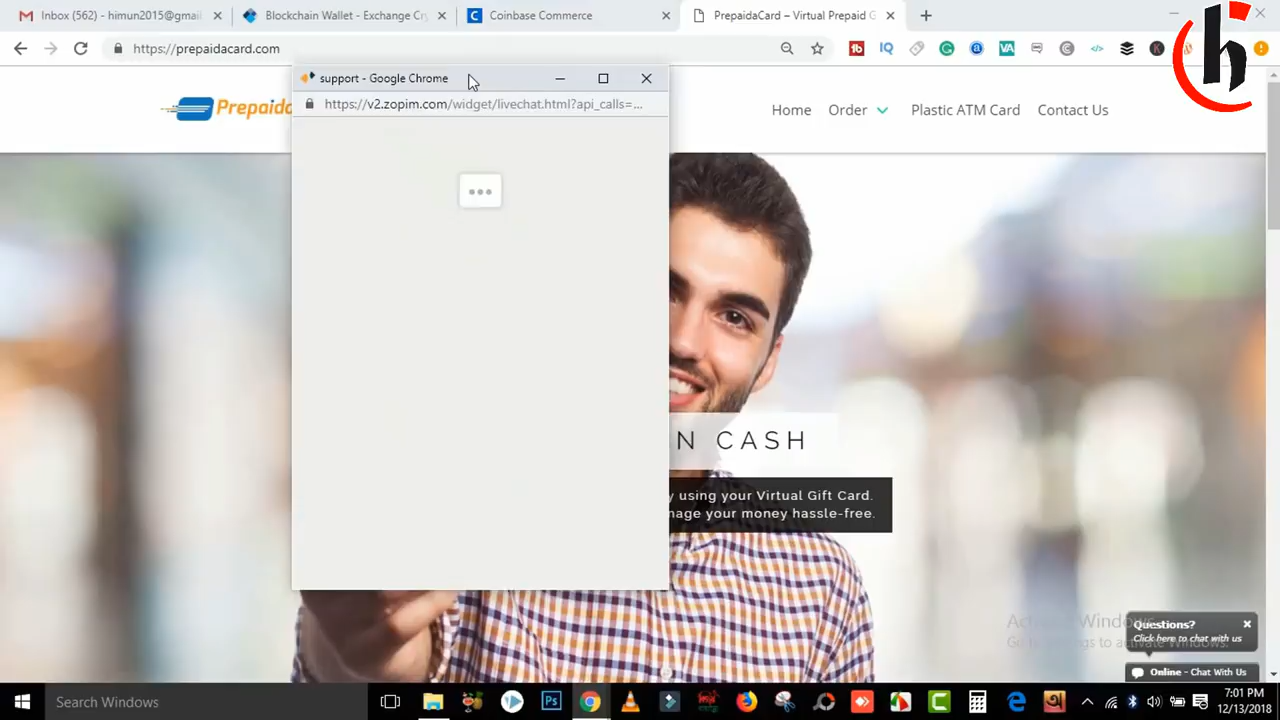 Inbox (562) - himun2015@gmail
Blockchain Wallet - Exchange Cry
Coinbase Commerce
PrepaidaCard – Virtual Prepaid G
https://prepaidacard.com
support - Google Chrome
https://v2.zopim.com/widget/livechat.html?api_calls=...
Prepaida
Home
Order
Plastic ATM Card
Contact Us
N CASH
y using your Virtual Gift Card.
nage your money hassle-free.
Questions?
Click here to chat with us
Online - Chat With Us
Search Windows
7:01 PM
12/13/2018